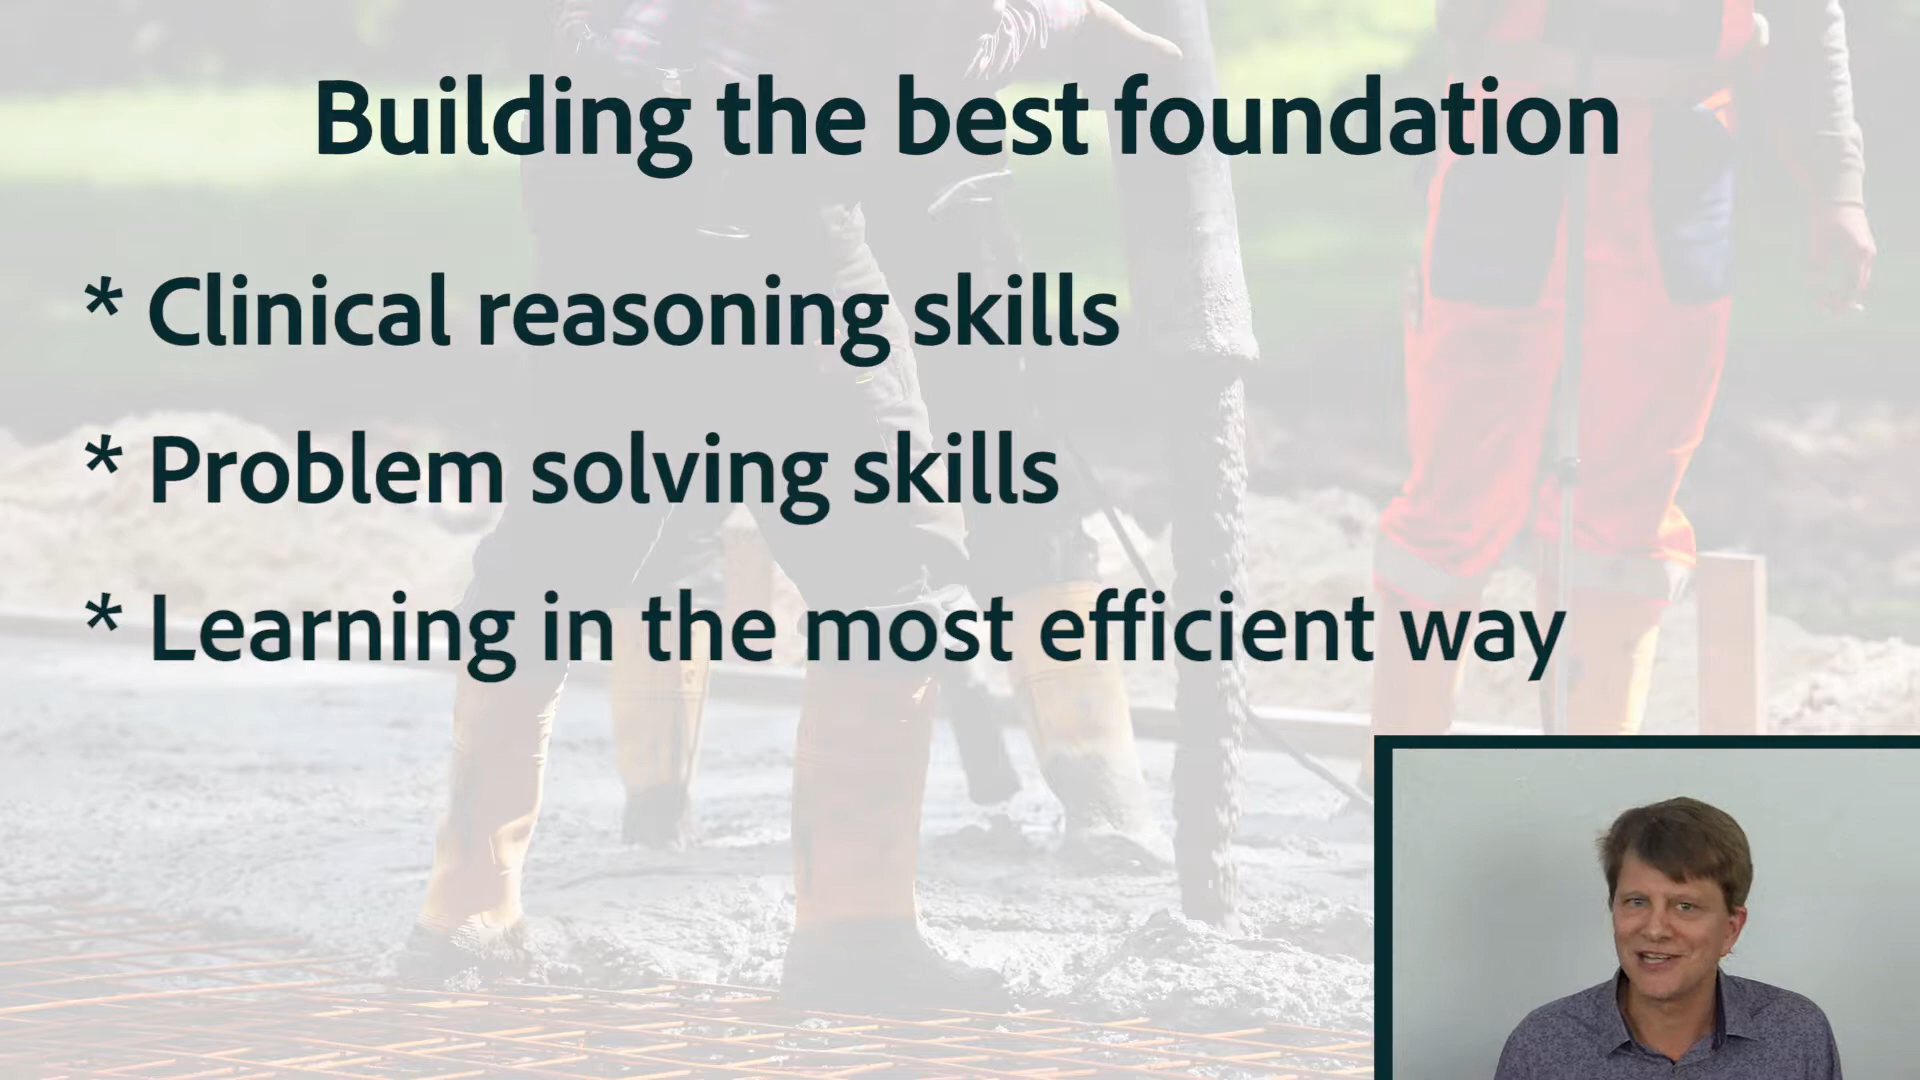 Building the best foundation
* Clinical reasoning skills
* Problem solving skills
* Learning in the most efficient way